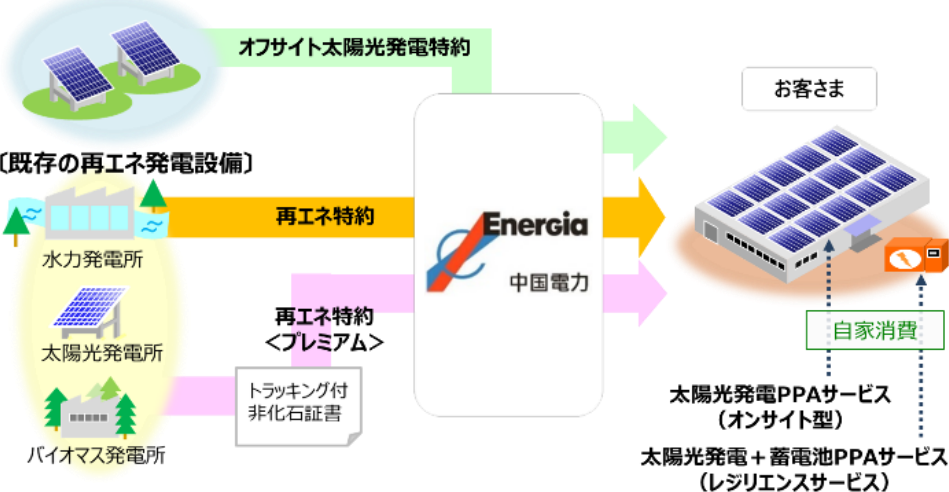 オフサイト太陽光発電特約
お客さま
〔既存の再エネ発電設備〕
再エネ特約
Energia
中国電力
水力発電所
再エネ特約
<プレミアム>
自家消費
太陽光発電所
トラッキング付
非化石証書
太陽光発電PPAサービス
（オンサイト型）
バイオマス発電所
太陽光発電＋蓄電池PPAサービス
（レジリエンスサービス）